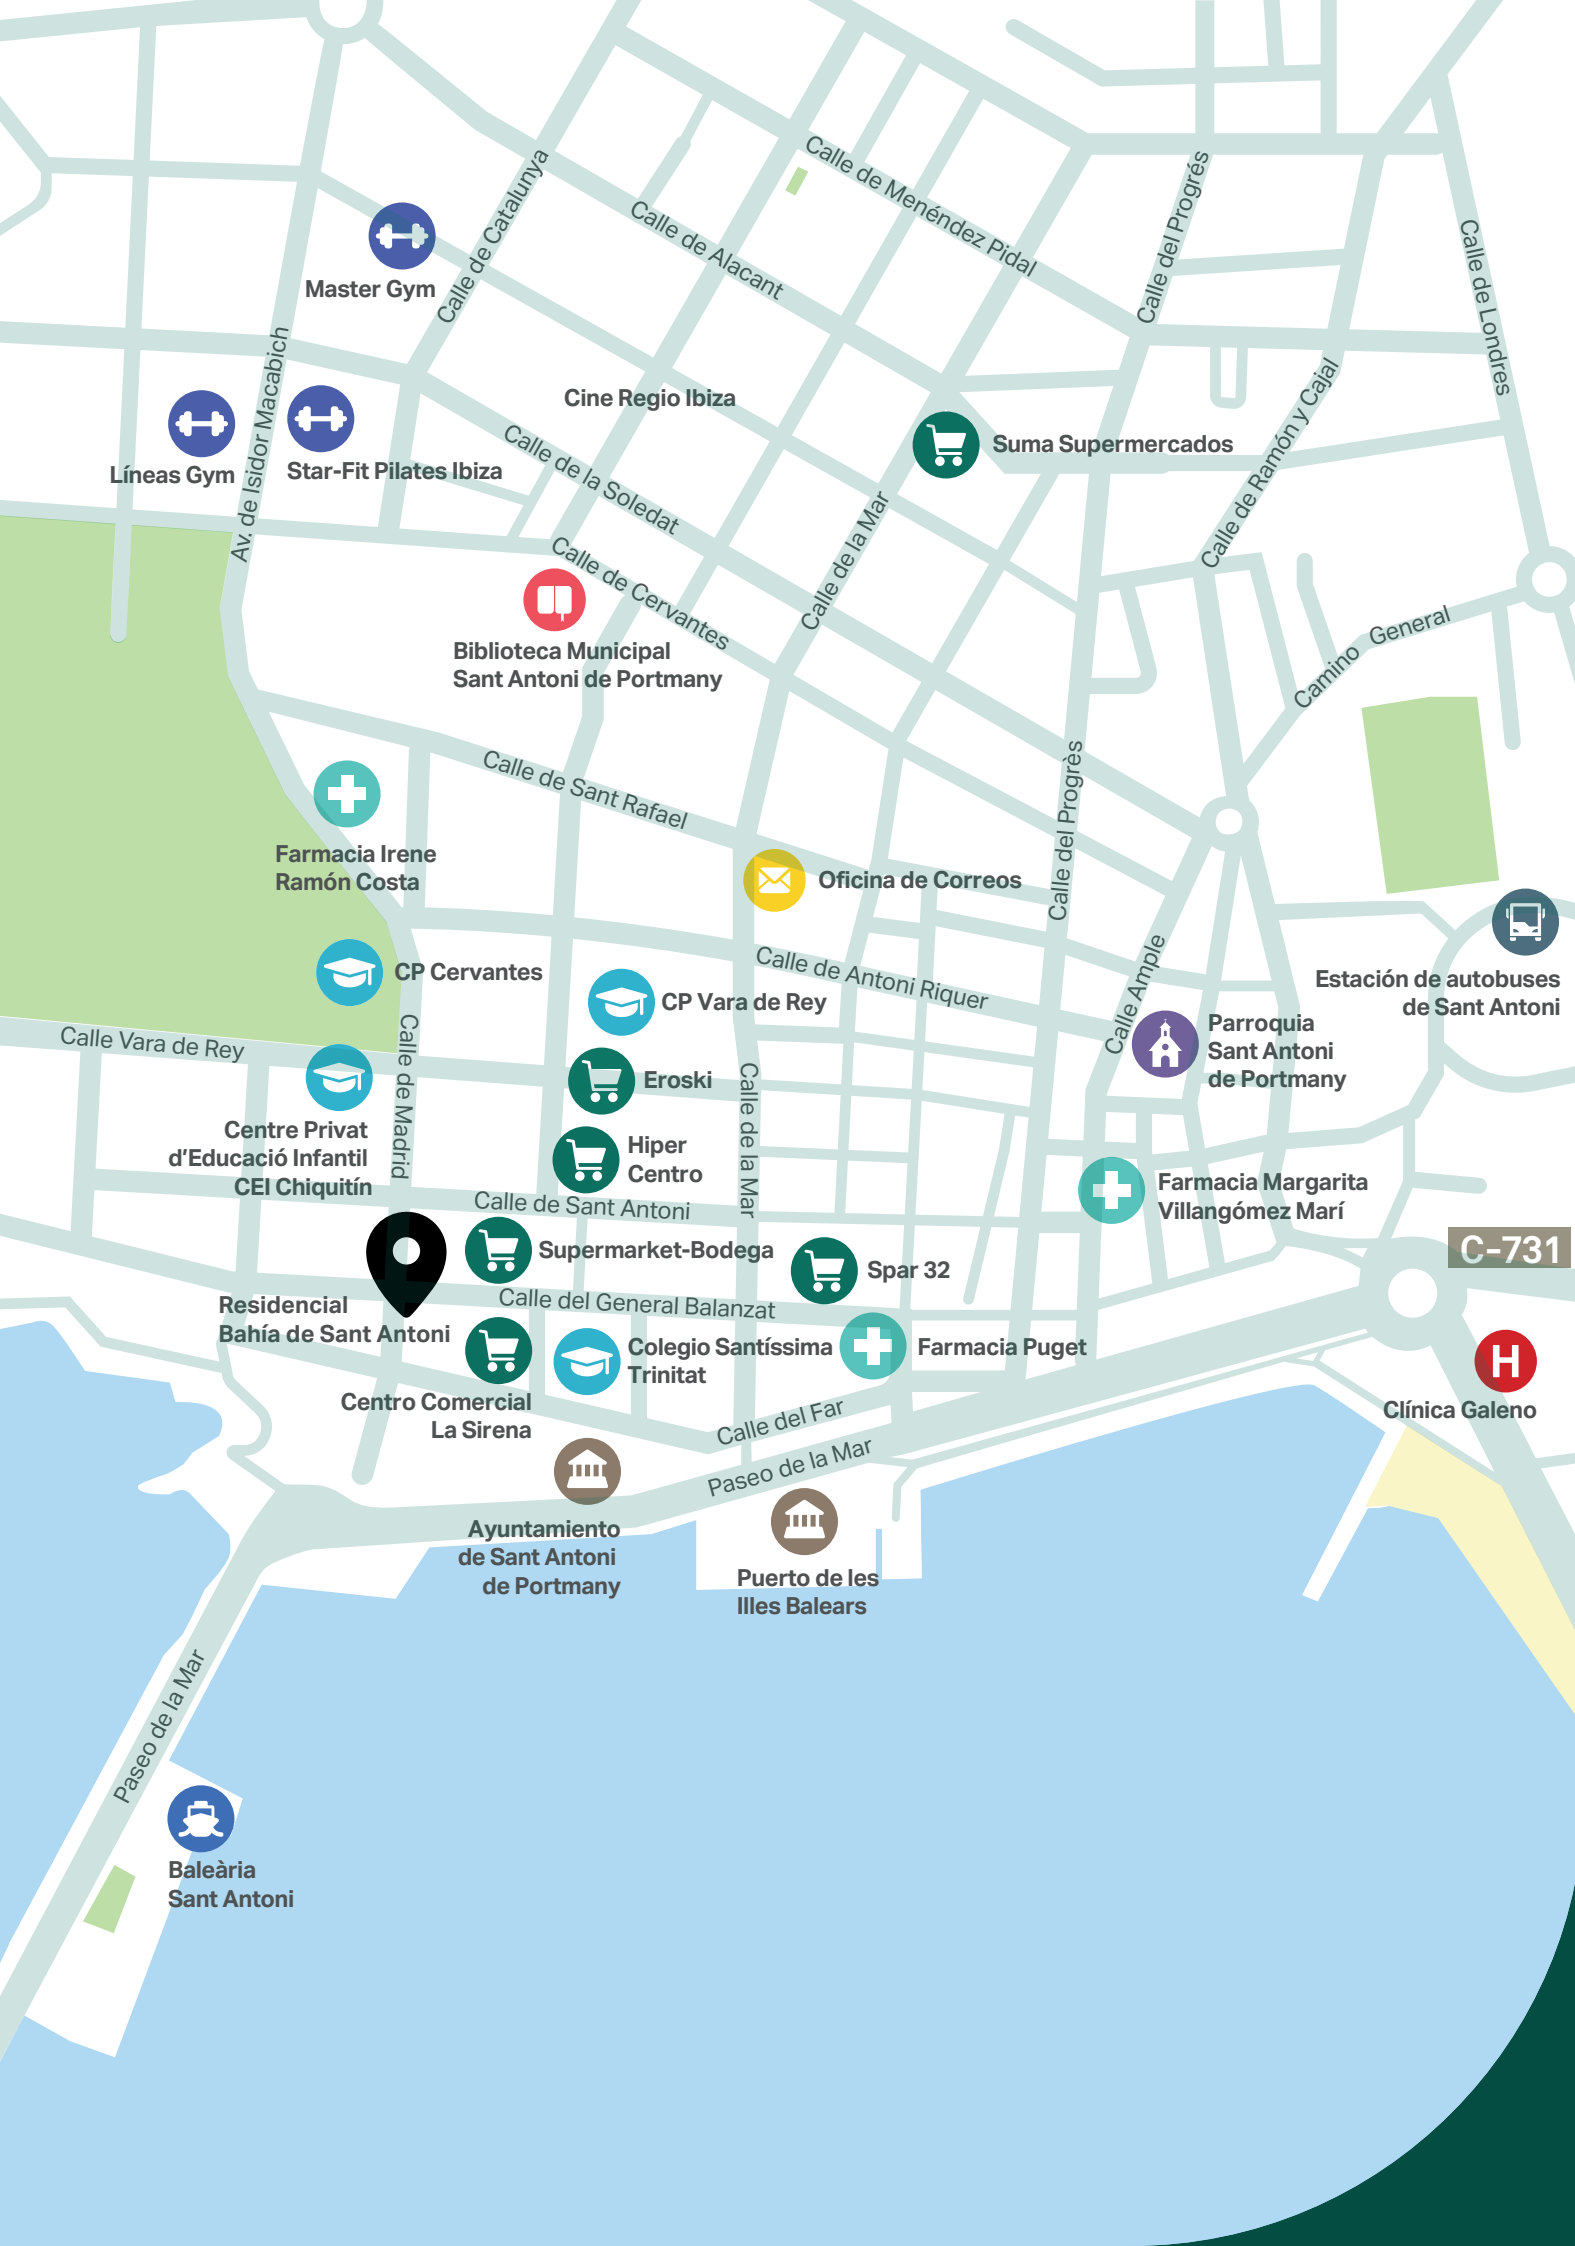 Calle de Menéndez Pidal
Calle de Catalunya
Calle del Progrés
Calle de Alacant
Calle de Londres
Master Gym
Av. de Isidor Macabich
Cine Regio Ibiza
Calle de Ramón y Cajal
Suma Supermercados
Líneas Gym
Star-Fit Pilates Ibiza
Calle de la Soledat
Calle de la Mar
Calle de Cervantes
Camino General
Biblioteca Municipal
Sant Antoni de Portmany
Calle de Sant Rafael
Calle del Progrès
Farmacia Irene
Ramón Costa
Oficina de Correos
CP Cervantes
Calle de Antoni Riquer
Calle Ample
Estación de autobuses
de Sant Antoni
CP Vara de Rey
Parroquia
Sant Antoni
de Portmany
Calle Vara de Rey
Calle de Madrid
Eroski
Calle de la Mar
Centre Privat
d'Educació Infantil
CEI Chiquitín
Hiper
Centro
Farmacia Margarita
Villangómez Marí
Calle de Sant Antoni
Supermarket-Bodega
Spar 32
C-731
Residencial
Bahía de Sant Antoni
Calle del General Balanzat
Colegio Santíssima
Trinitat
Farmacia Puget
H
Clínica Galeno
Centro Comercial
La Sirena
Calle del Far
Paseo de la Mar
Ayuntamiento
de Sant Antoni
de Portmany
Puerto de les
Illes Balears
Paseo de la Mar
Baleària
Sant Antoni